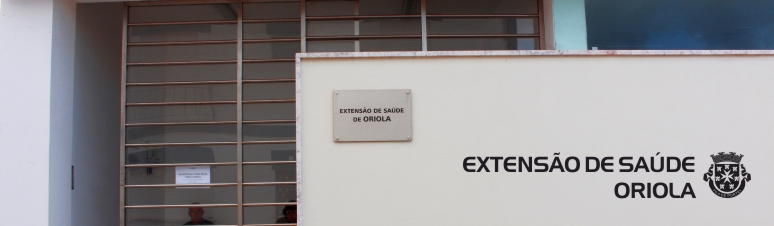 EXTENSÃO DE SAÚDE
DE ORIOLA
EXTENSÃO DE SAÚDE
ORIOLA